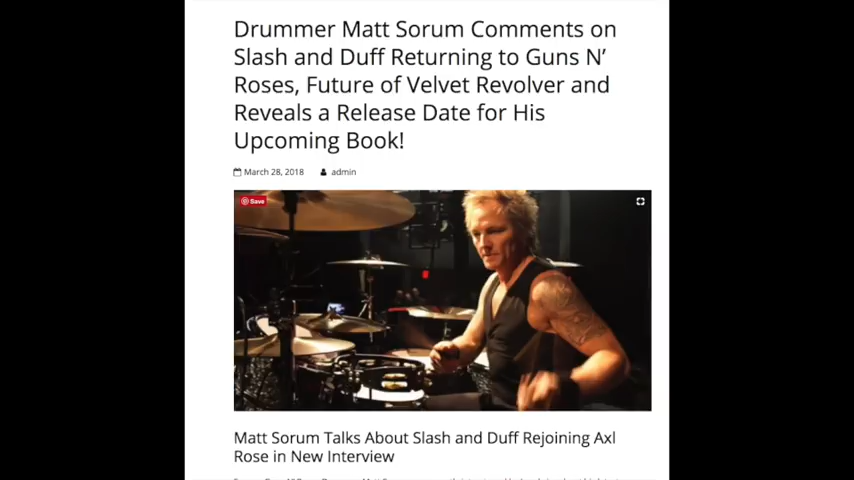 Drummer Matt Sorum Comments on
Slash and Duff Returning to Guns N’
Roses, Future of Velvet Revolver and
Reveals a Release Date for His
Upcoming Book!
March 28, 2018 admin
Save
Matt Sorum Talks About Slash and Duff Rejoining Axl
Rose in New Interview